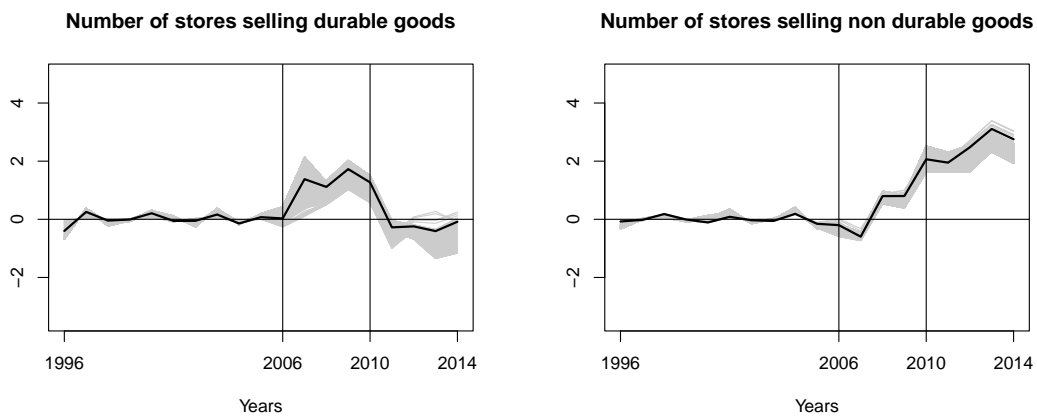 Number of stores selling durable goods
4
2
0
−2
1996 2006 2010 2014
Years
Number of stores selling non durable goods
4
2
0
−2
1996 2006 2010 2014
Years